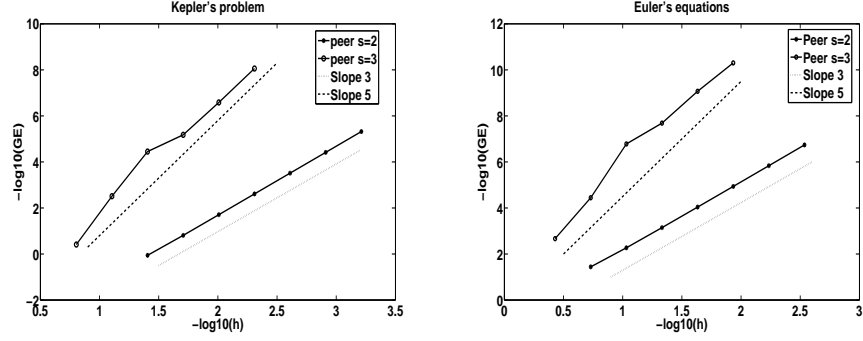 Kepler's problem
10
8
6
4
2
0
−2
0.5 1 1.5 2 2.5 3 3.5
−log10(GE)
−log10(h)
peer s=2
peer s=3
Slope 3
Slope 5
Euler's equations
12
10
8
6
4
2
0
0 0.5 1 1.5 2 2.5 3
−log10(GE)
−log10(h)
Peer s=2
Peer s=3
Slope 3
Slope 5